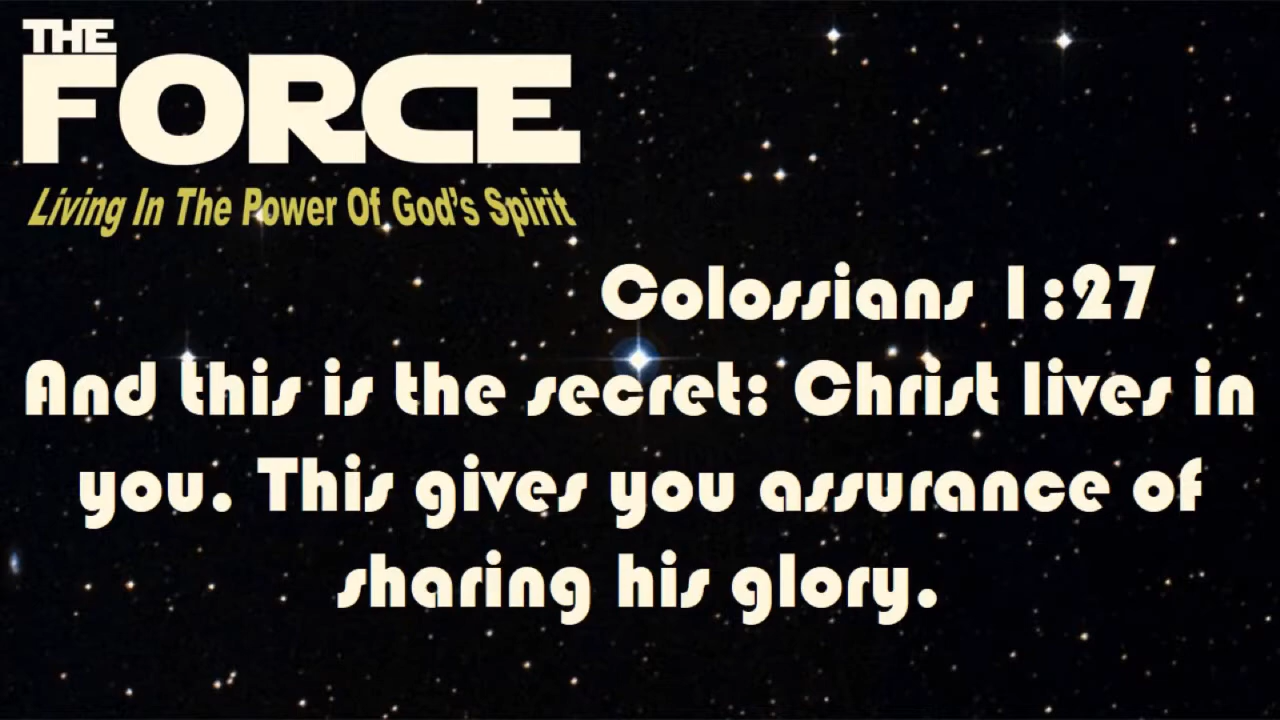 THE
FORCE
Living In The Power Of God's Spirit
Colossians 1:27
And this is the secret: Christ lives in
you. This gives you assurance of
sharing his glory.